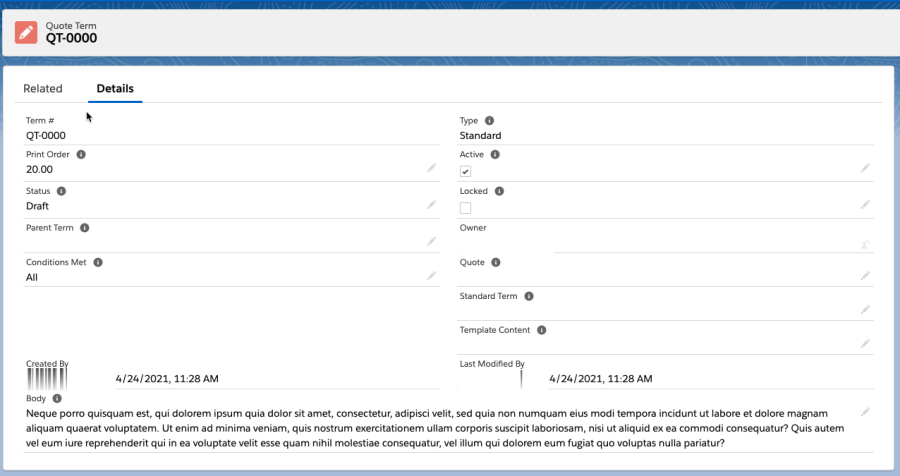 Quote Term
QT-0000
Related Details
Term #
QT-0000
Type
Standard
Print Order
20.00
Active
Status
Draft
Locked
Parent Term
Owner
Conditions Met
All
Quote
Standard Term
Template Content
Created By
4/24/2021, 11:28 AM
Last Modified By
4/24/2021, 11:28 AM
Body
Neque porro quisquam est, qui dolorem ipsum quia dolor sit amet, consectetur, adipisci velit, sed quia non numquam eius modi tempora incidunt ut labore et dolore magnam
aliquam quaerat voluptatem. Ut enim ad minima veniam, quis nostrum exercitationem ullam corporis suscipit laboriosam, nisi ut aliquid ex ea commodi consequatur? Quis autem
vel eum iure reprehenderit qui in ea voluptate velit esse quam nihil molestiae consequatur, vel illum qui dolorem eum fugiat quo voluptas nulla pariatur?